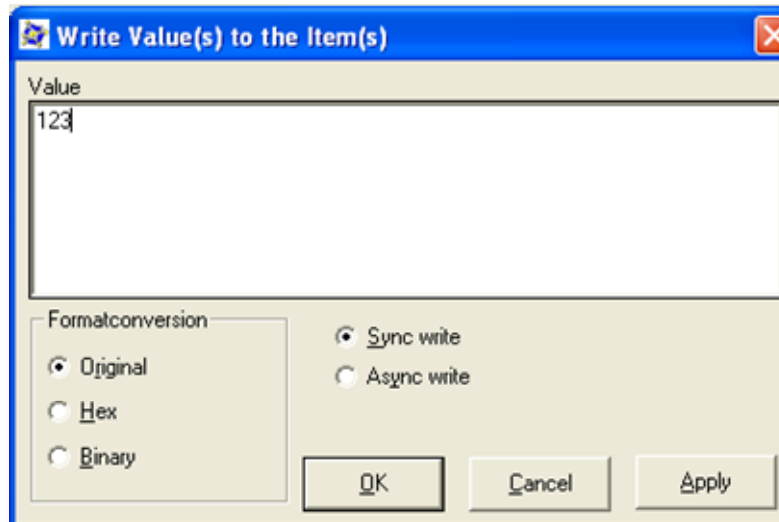 Write Value(s) to the Item(s)
Value
123
Formatconversion
Original
Hex
Binary
Sync write
Async write
OK
Cancel
Apply